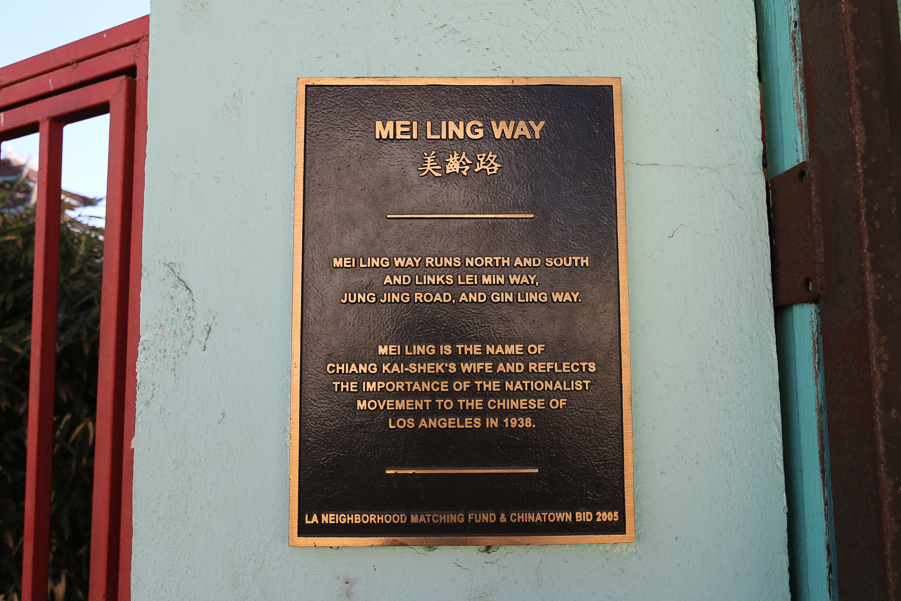 MEI LING WAY
美齡路
MEI LING WAY RUNS NORTH AND SOUTH
AND LINKS LEI MIN WAY,
JUNG JING ROAD, AND GIN LING WAY.
MEI LING IS THE NAME OF
CHIANG KAI-SHEK'S WIFE AND REFLECTS
THE IMPORTANCE OF THE NATIONALIST
MOVEMENT TO THE CHINESE OF
LOS ANGELES IN 1938.
LA NEIGHBORHOOD MATCHING FUND & CHINATOWN BID 2005